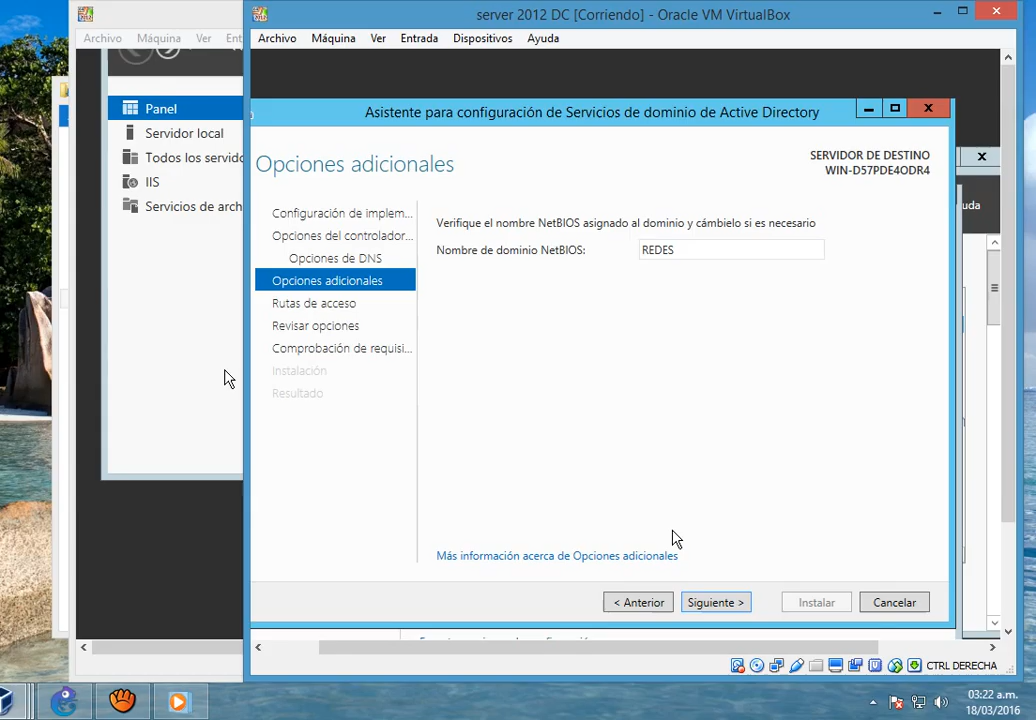 server 2012 DC [Corriendo] - Oracle VM VirtualBox
Archivo Máquina Ver
Archivo Máquina Ver Entrada Dispositivos Ayuda
Asistente para configuración de Servicios de dominio de Active Directory
Panel
Servidor local
Todos los servido
IIS
Servicios de arch
Opciones adicionales
SERVIDOR DE DESTINO
WIN-D57PDE4ODR4
Configuración de implem...
Opciones del controlador...
Opciones de DNS
Opciones adicionales
Rutas de acceso
Revisar opciones
Comprobación de requisi...
Instalación
Resultado
Verifique el nombre NetBIOS asignado al dominio y cámbielo si es necesario
Nombre de dominio NetBIOS: REDES
Más información acerca de Opciones adicionales
< Anterior Siguiente > Instalar Cancelar
CTRL DERECHA
03:22 a.m.
18/03/2016